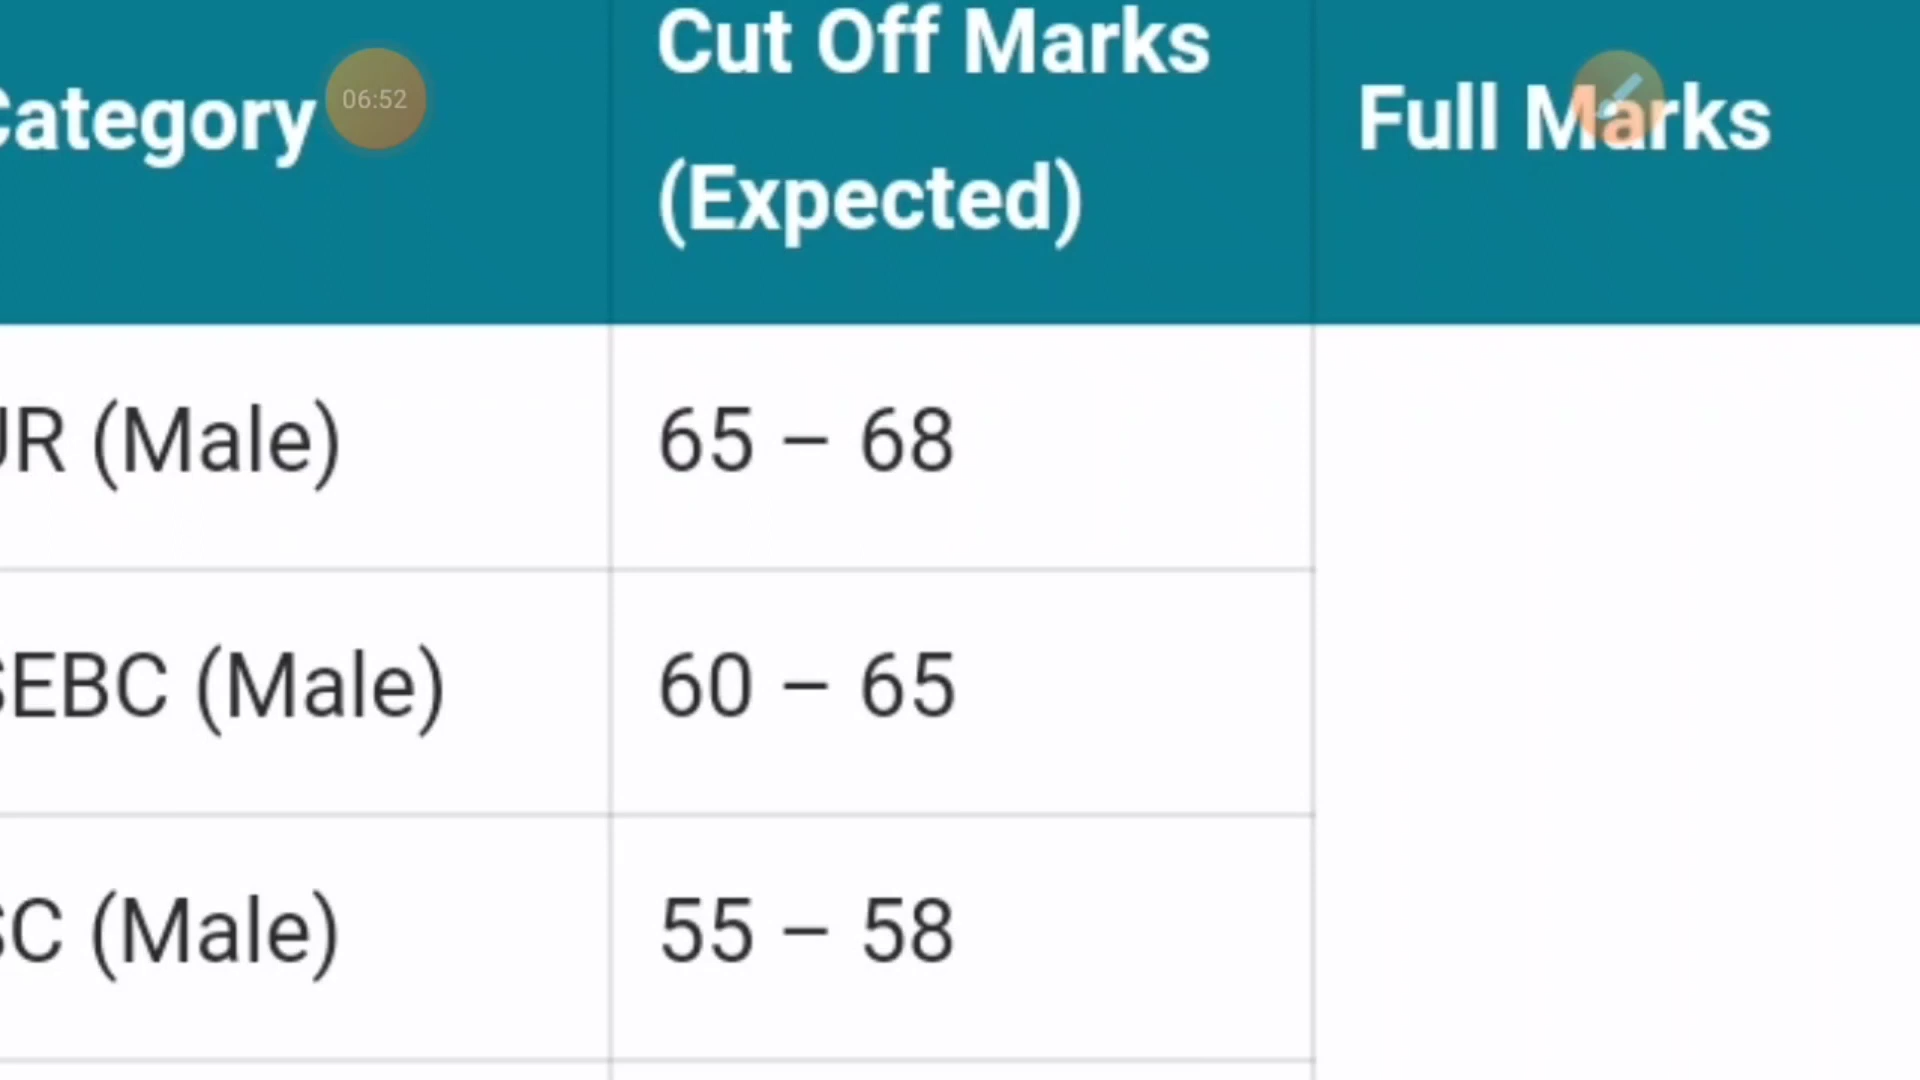 Category
06:52
Cut Off Marks
(Expected)
Full Marks
UR (Male)
65 – 68
SEBC (Male)
60 – 65
SC (Male)
55 – 58